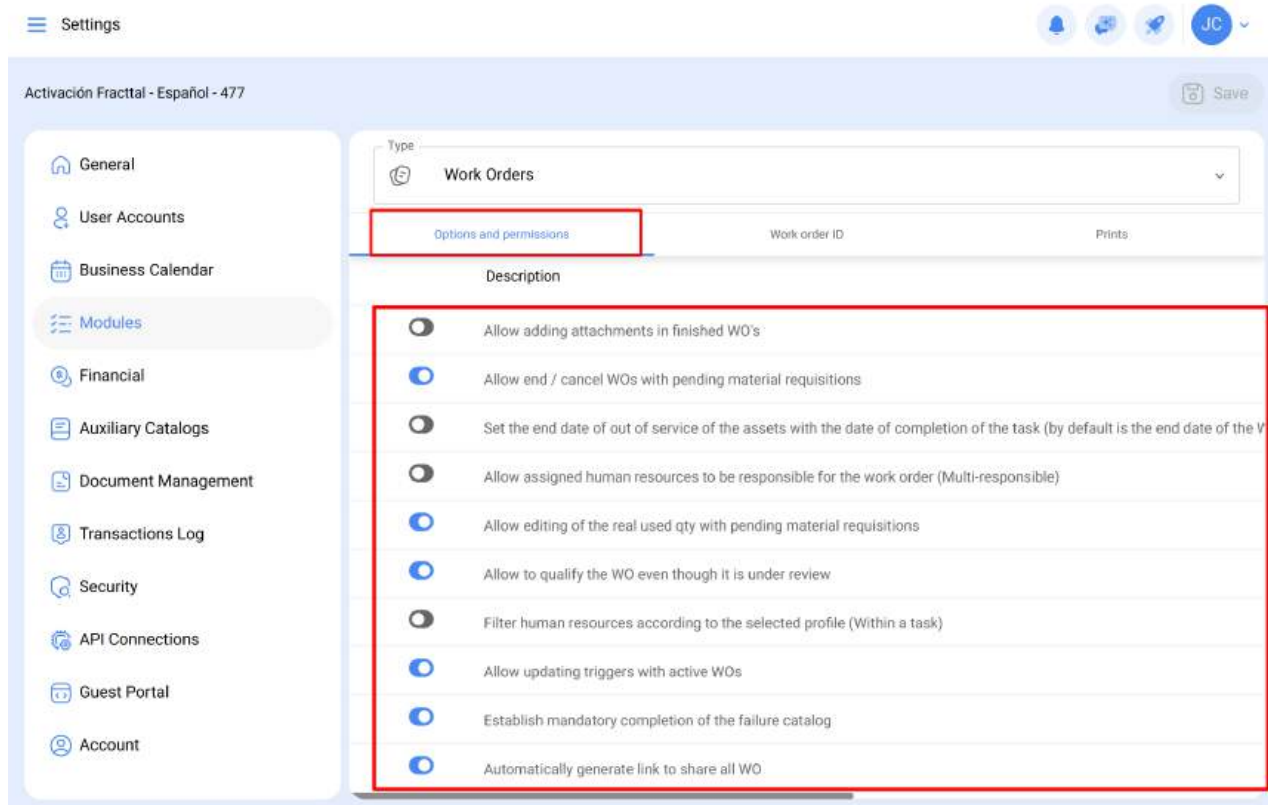 Settings
JC
Activación Fracttal - Español - 477
Save
General
User Accounts
Business Calendar
Modules
Financial
Auxiliary Catalogs
Document Management
Transactions Log
Security
API Connections
Guest Portal
Account
Type
Work Orders
Options and permissions
Work order ID
Prints
Description
Allow adding attachments in finished WO's
Allow end / cancel WOs with pending material requisitions
Set the end date of out of service of the assets with the date of completion of the task (by default is the end date of the
Allow assigned human resources to be responsible for the work order (Multi-responsible)
Allow editing of the real used qty with pending material requisitions
Allow to qualify the WO even though it is under review
Filter human resources according to the selected profile (Within a task)
Allow updating triggers with active WOs
Establish mandatory completion of the failure catalog
Automatically generate link to share all WO